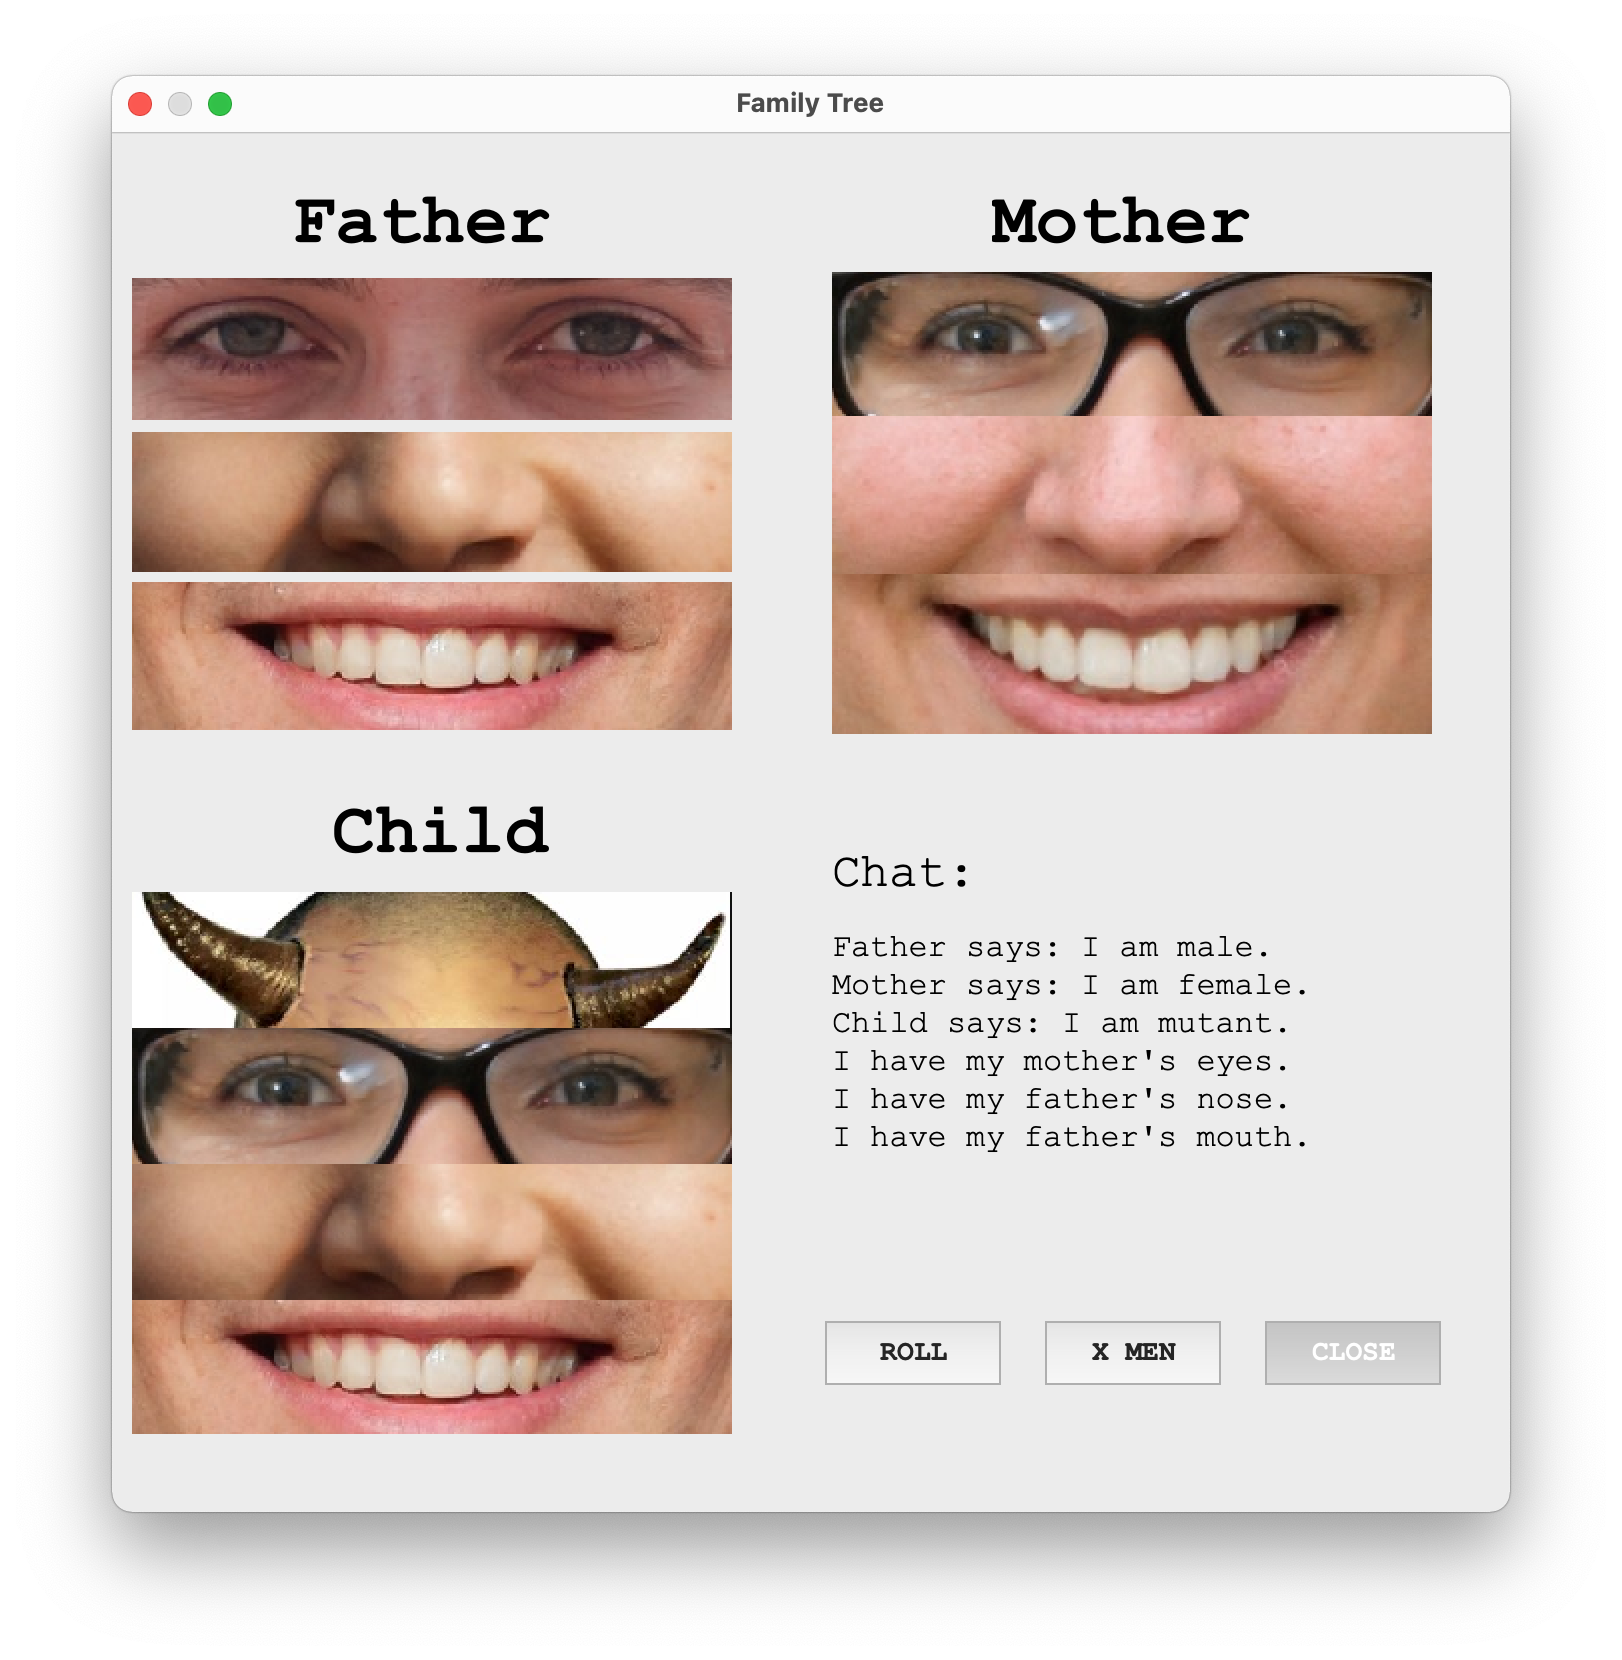 Family Tree
Father
Mother
Child
Chat:
Father says: I am male.
Mother says: I am female.
Child says: I am mutant.
I have my mother's eyes.
I have my father's nose.
I have my father's mouth.
ROLL
X MEN
CLOSE